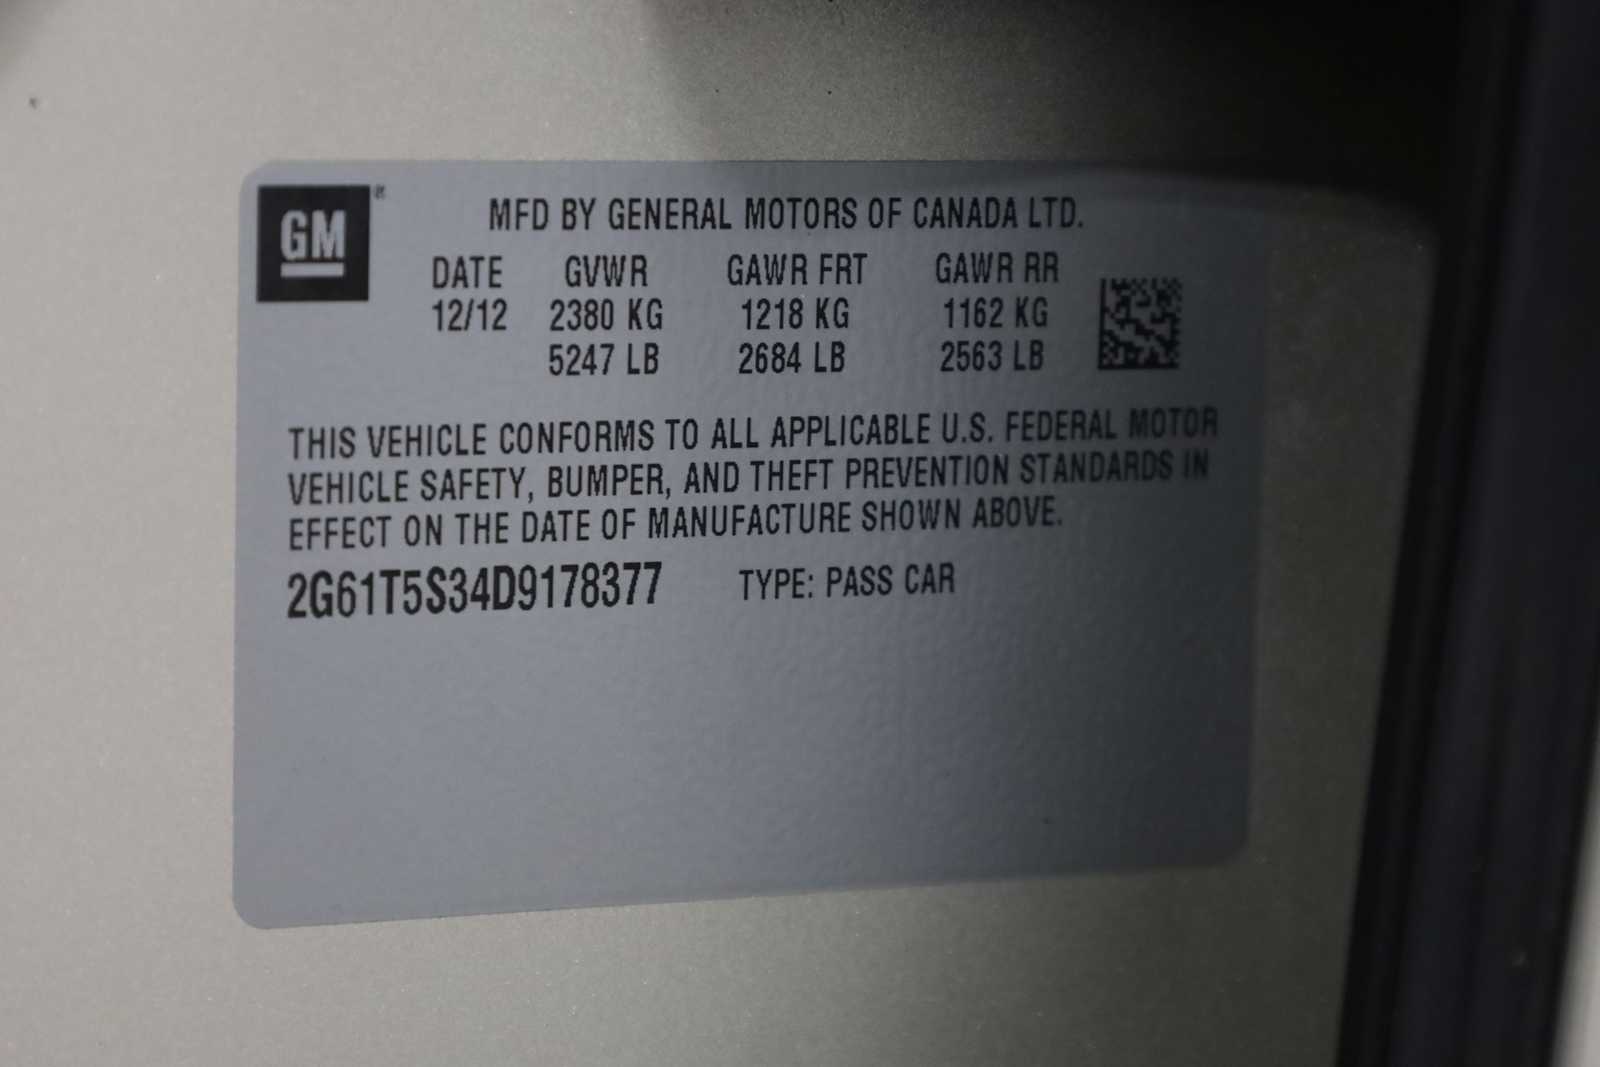 GM
MFD BY GENERAL MOTORS OF CANADA LTD.
DATE GVWR GAWR FRT GAWR RR
12/12 2380 KG 1218 KG 1162 KG
5247 LB 2684 LB 2563 LB
THIS VEHICLE CONFORMS TO ALL APPLICABLE U.S. FEDERAL MOTOR
VEHICLE SAFETY, BUMPER, AND THEFT PREVENTION STANDARDS IN
EFFECT ON THE DATE OF MANUFACTURE SHOWN ABOVE.
2G61T5S34D9178377 TYPE: PASS CAR